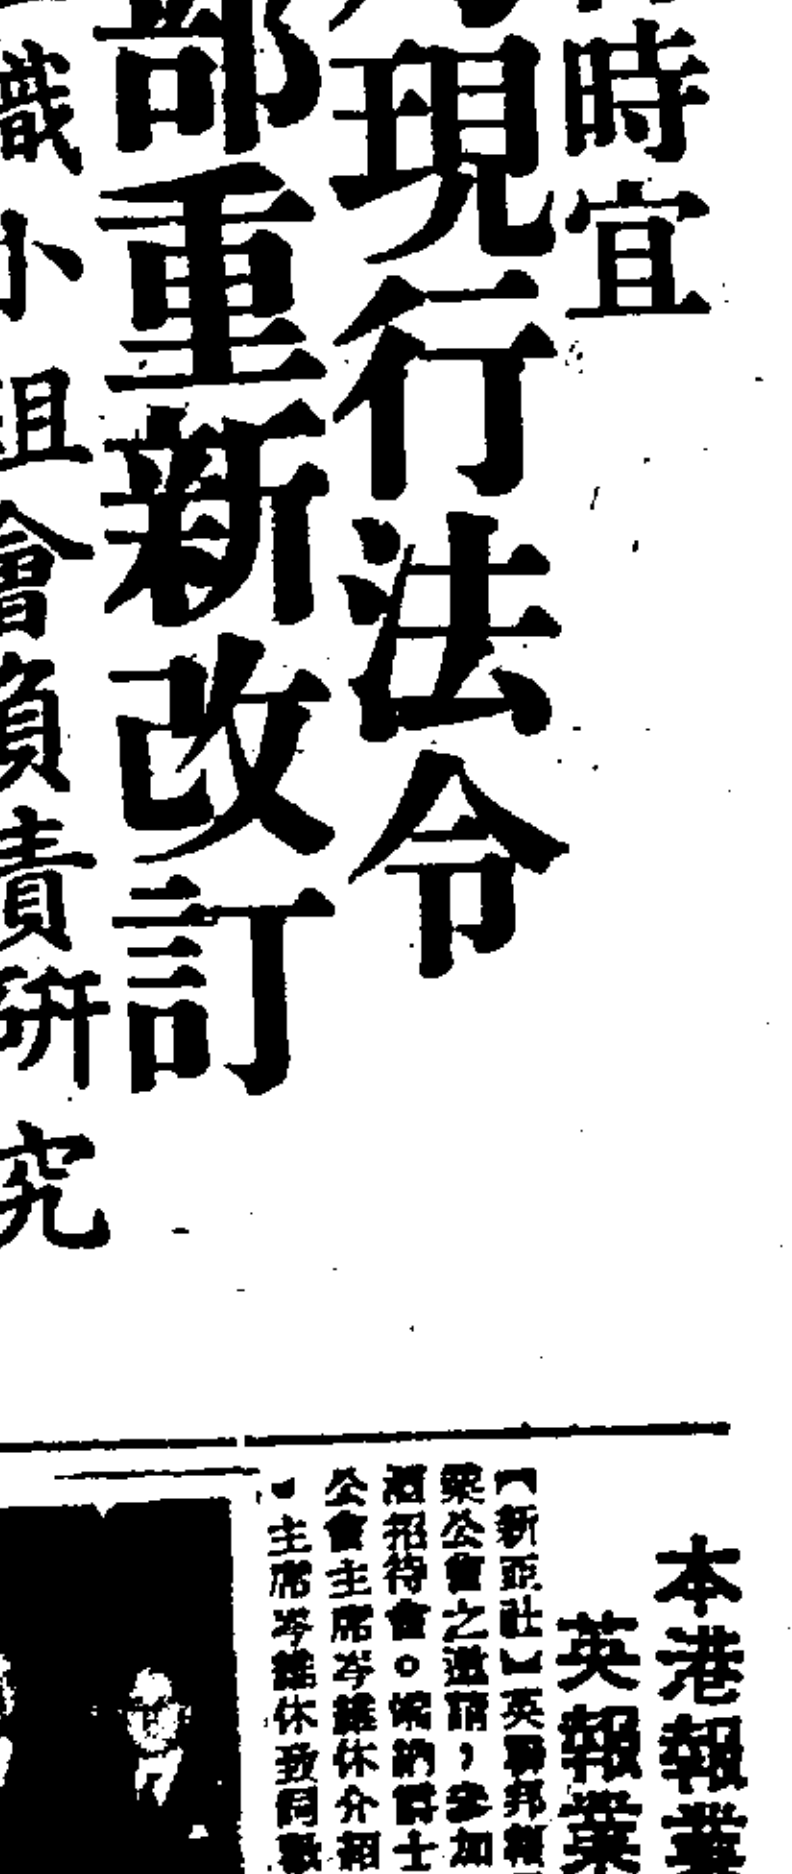 時宜
現行法令
部重新改訂
織小組會負責研究
本港報業
英報業
【新亞社】英聯邦報
業公會之邀請，參加
酒招待會。納爵士
公會主席岑維休介紹
主席岑維休致詞